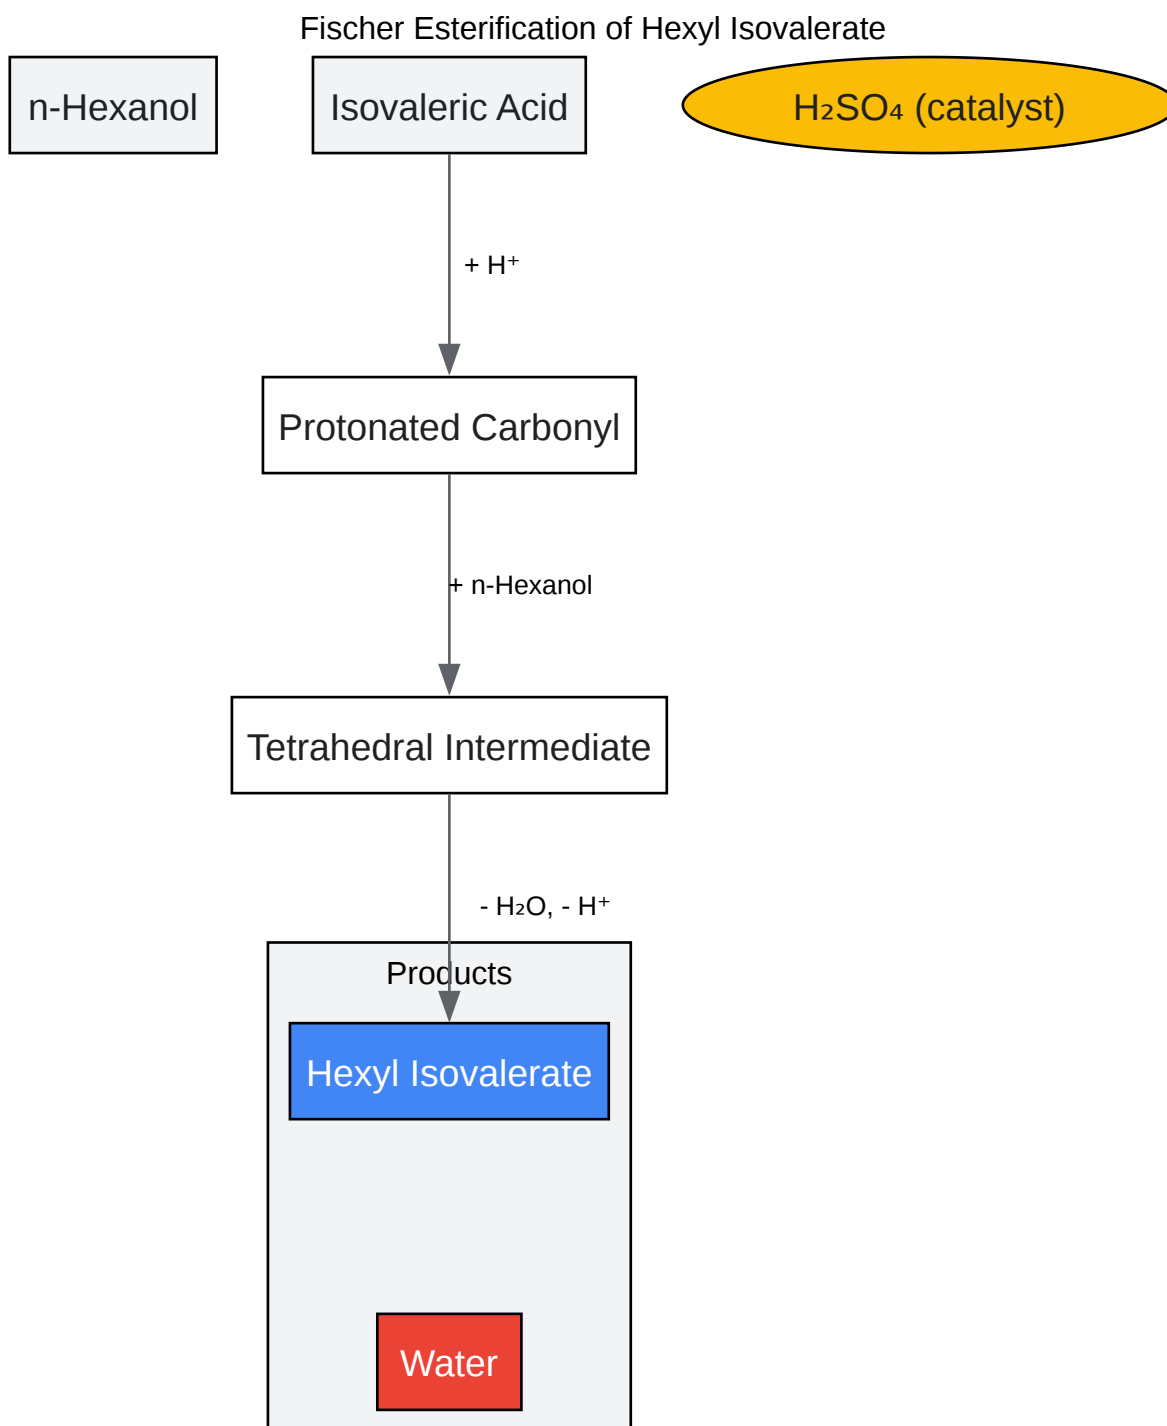 Fischer Esterification of Hexyl Isovalerate
n-Hexanol
Isovaleric Acid
H₂SO₄ (catalyst)
+ H⁺
Protonated Carbonyl
+ n-Hexanol
Tetrahedral Intermediate
- H₂O, - H⁺
Products
Hexyl Isovalerate
Water